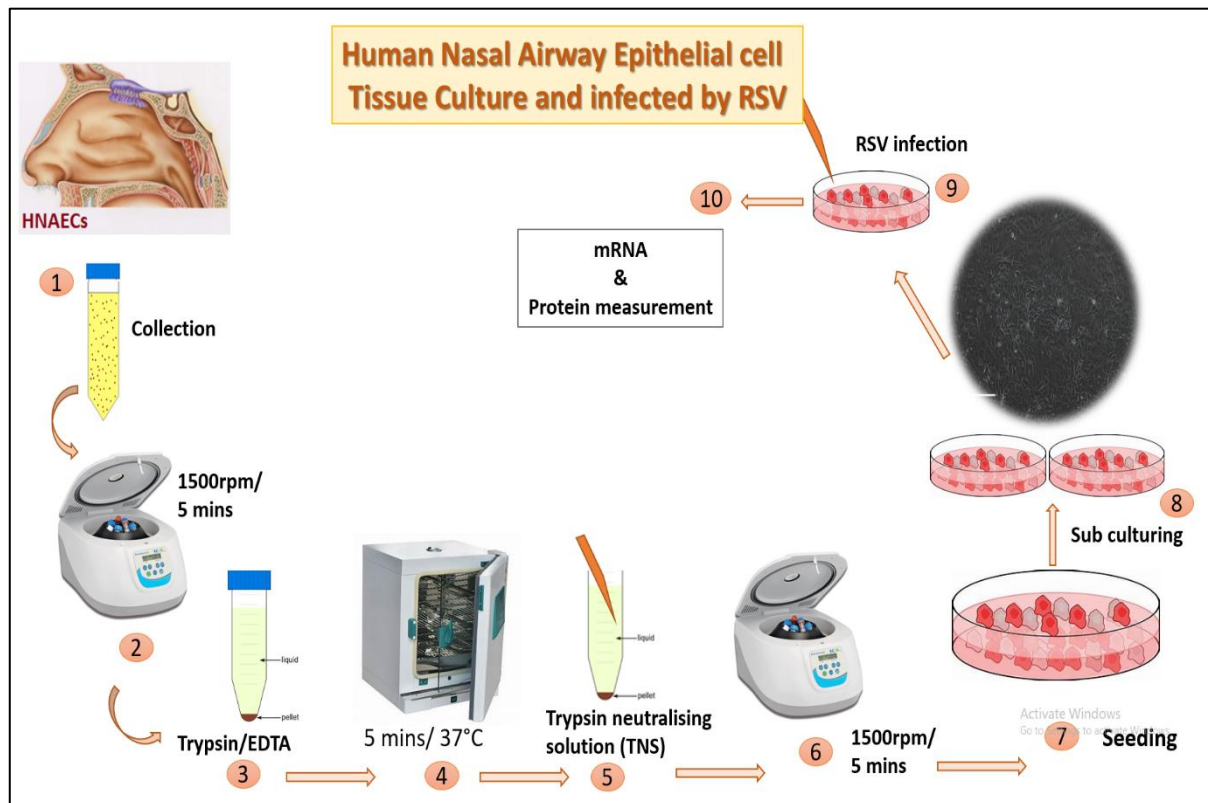 Human Nasal Airway Epithelial cell
Tissue Culture and infected by RSV
HNAECs
1
Collection
1500rpm/
5 mins
2
liquid
pellet
Trypsin/EDTA
3
5 mins/ 37°C
4
liquid
pellet
Trypsin neutralising
solution (TNS)
5
6
1500rpm/
5 mins
Activate Windows
7
Seeding
Sub culturing
8
RSV infection
9
10
mRNA
&
Protein measurement